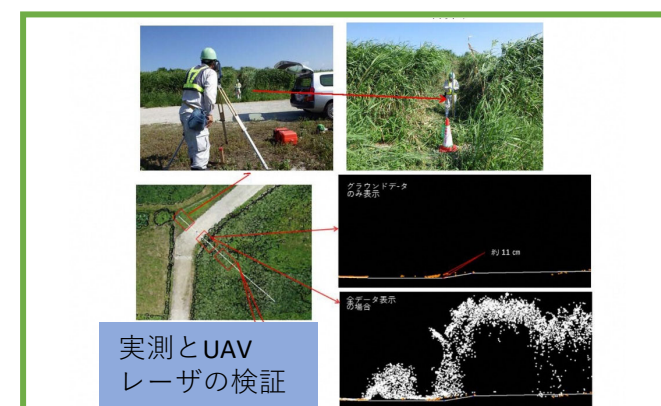 グラウンドデータ
のみ表示
約 11 cm
全データ表示
の場合
実測とUAV
レーザの検証